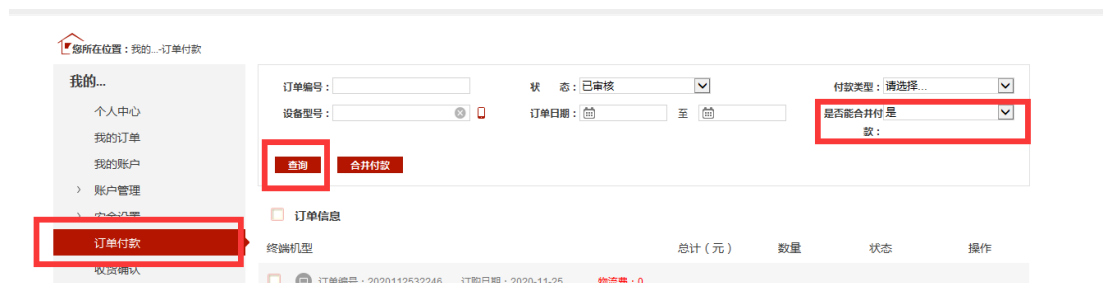 您所在位置：我的...-订单付款
我的...
个人中心
我的订单
我的账户
账户管理
安全设置
订单付款
收货确认
订单编号： 状 态：已审核 付款类型：请选择...
设备型号： 订单日期： 至 是否能合并付款：是
查询 合并付款
订单信息
终端机型 总计（元） 数量 状态 操作
订单编号：2020112532246 订购日期：2020-11-25 物流费：0